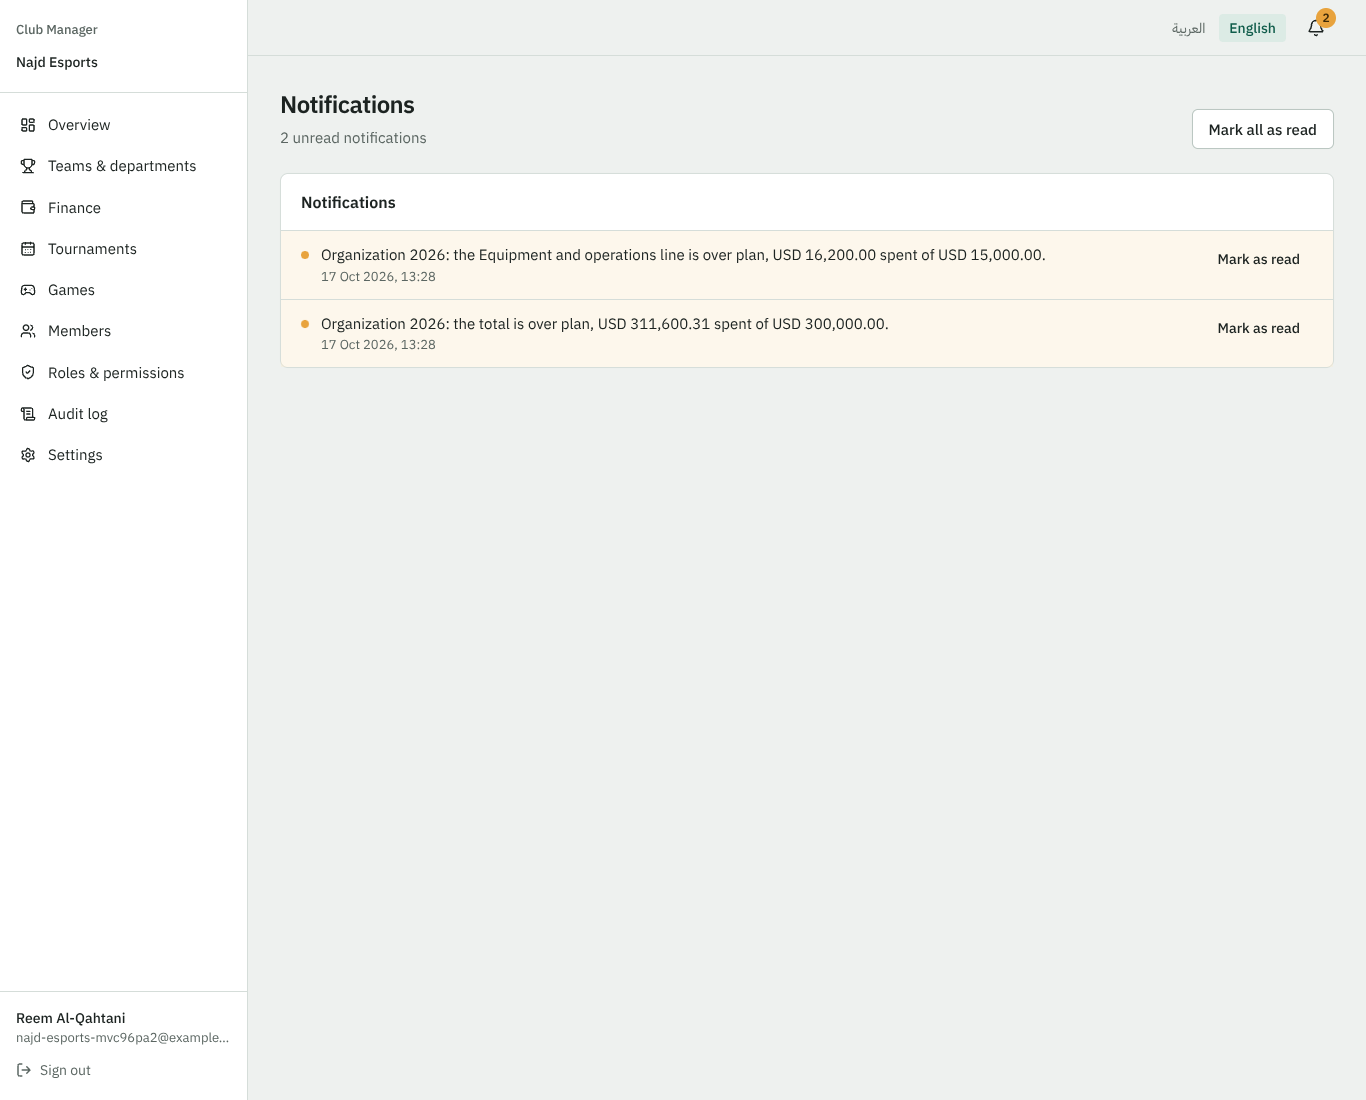 Club Manager
Najd Esports
Overview
Teams & departments
Finance
Tournaments
Games
Members
Roles & permissions
Audit log
Settings
Reem Al-Qahtani
najd-esports-mvc96pa2@example...
Sign out
العربية
English
2
Notifications
2 unread notifications
Mark all as read
Notifications
Organization 2026: the Equipment and operations line is over plan, USD 16,200.00 spent of USD 15,000.00.
17 Oct 2026, 13:28
Mark as read
Organization 2026: the total is over plan, USD 311,600.31 spent of USD 300,000.00.
17 Oct 2026, 13:28
Mark as read